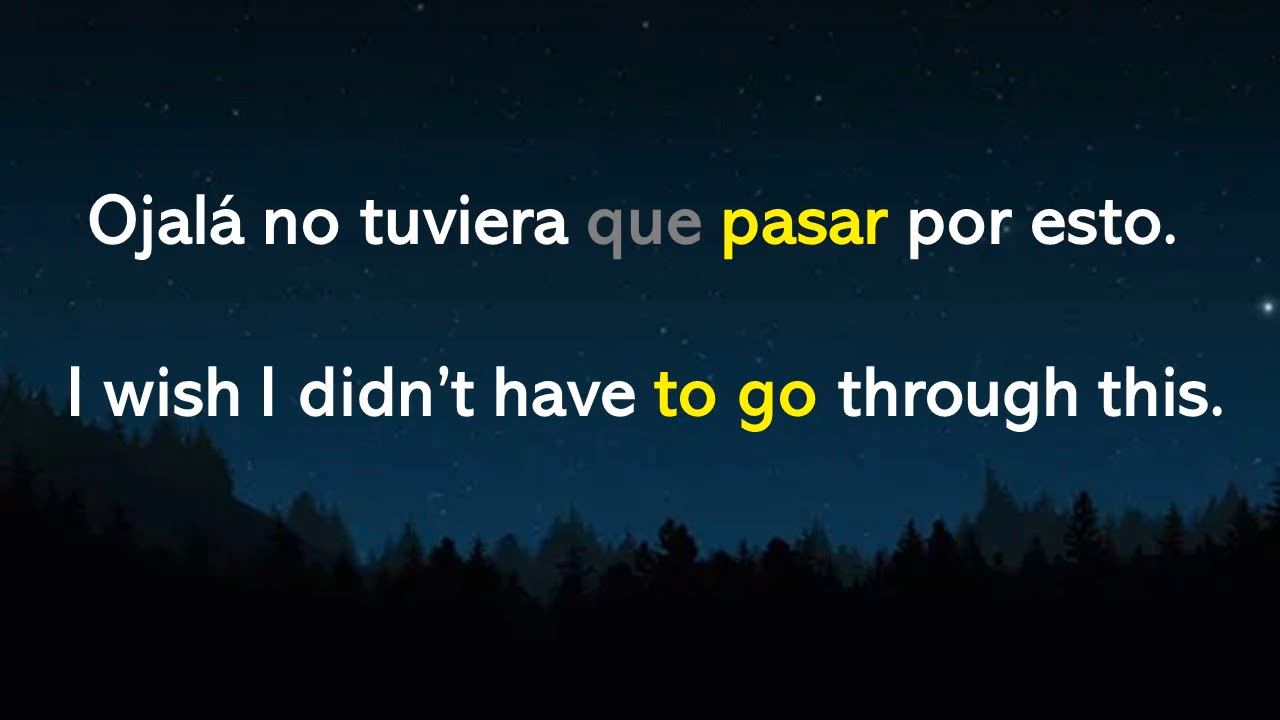 Ojalá no tuviera que pasar por esto.
I wish I didn’t have to go through this.